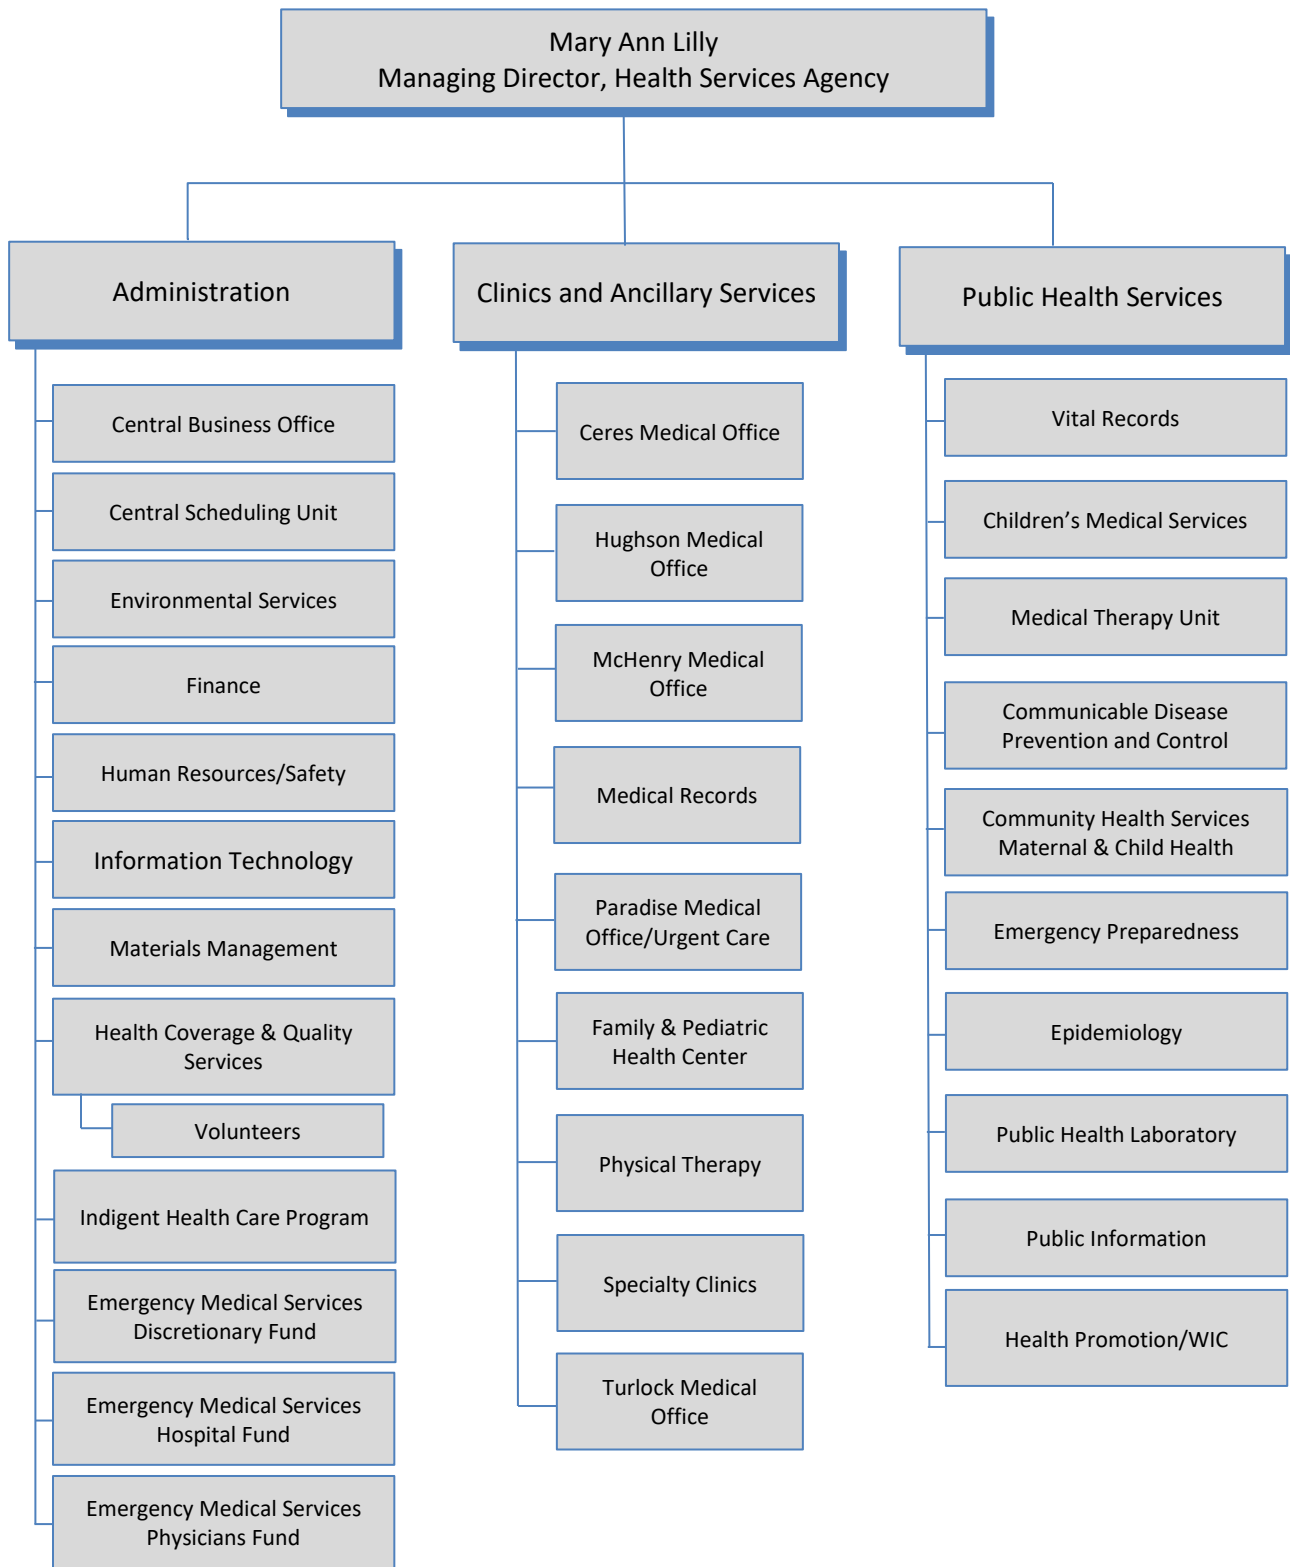 Mary Ann Lilly
Managing Director, Health Services Agency
Administration
Central Business Office
Central Scheduling Unit
Environmental Services
Finance
Human Resources/Safety
Information Technology
Materials Management
Health Coverage & Quality
Services
Volunteers
Indigent Health Care Program
Emergency Medical Services
Discretionary Fund
Emergency Medical Services
Hospital Fund
Emergency Medical Services
Physicians Fund
Clinics and Ancillary Services
Ceres Medical Office
Hughson Medical
Office
McHenry Medical
Office
Medical Records
Paradise Medical
Office/Urgent Care
Family & Pediatric
Health Center
Physical Therapy
Specialty Clinics
Turlock Medical
Office
Public Health Services
Vital Records
Children’s Medical Services
Medical Therapy Unit
Communicable Disease
Prevention and Control
Community Health Services
Maternal & Child Health
Emergency Preparedness
Epidemiology
Public Health Laboratory
Public Information
Health Promotion/WIC